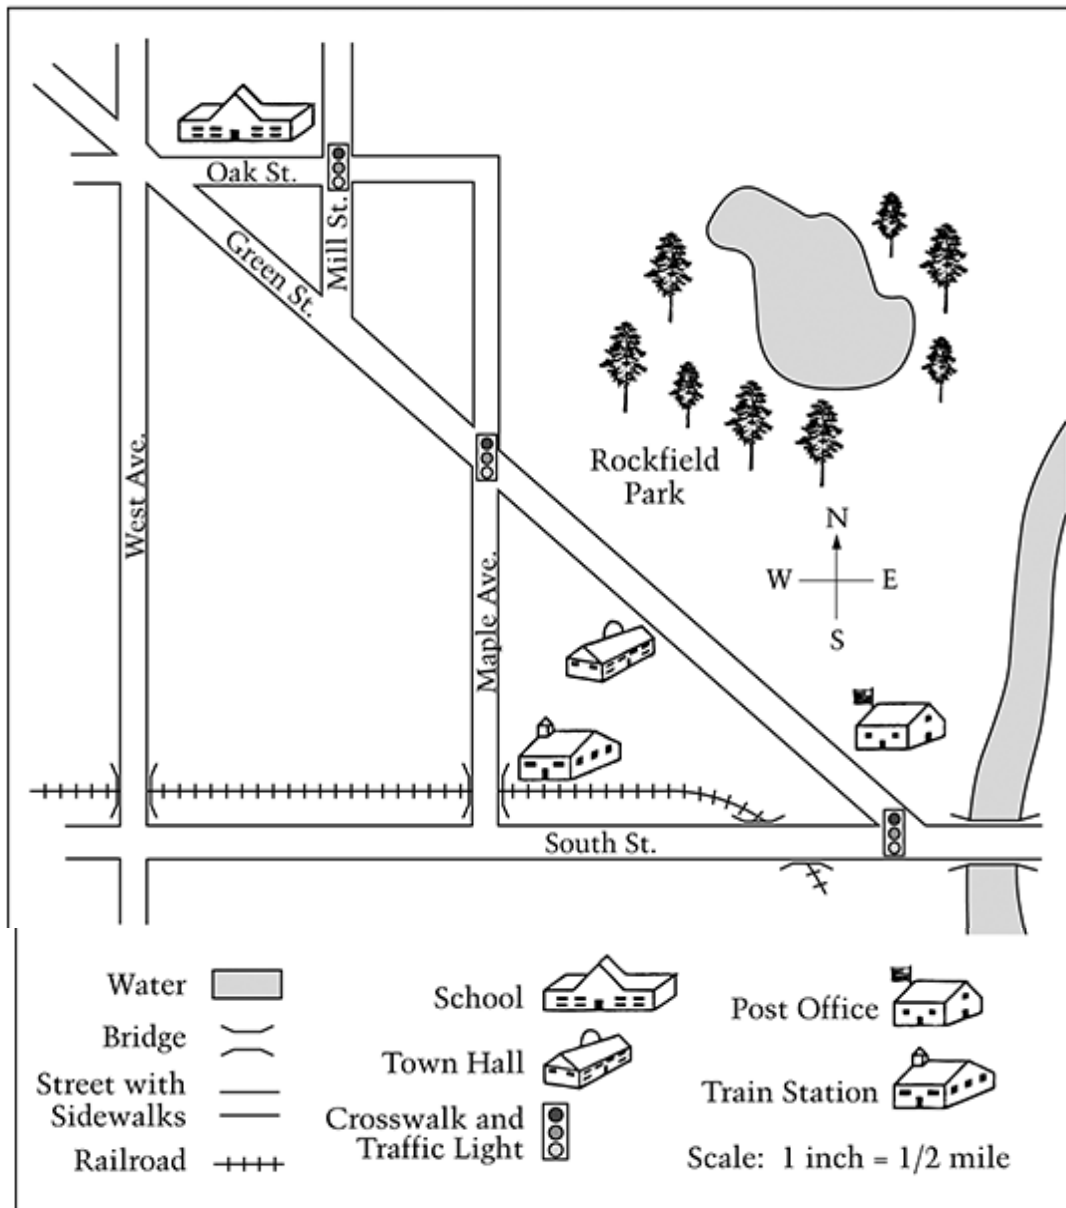 Oak St.
Mill St.
Green St.
West Ave.
Rockfield
Park
N
W
E
S
Maple Ave.
South St.
Water
Bridge
Street with
Sidewalks
Railroad
School
Town Hall
Crosswalk and
Traffic Light
Post Office
Train Station
Scale: 1 inch = 1/2 mile